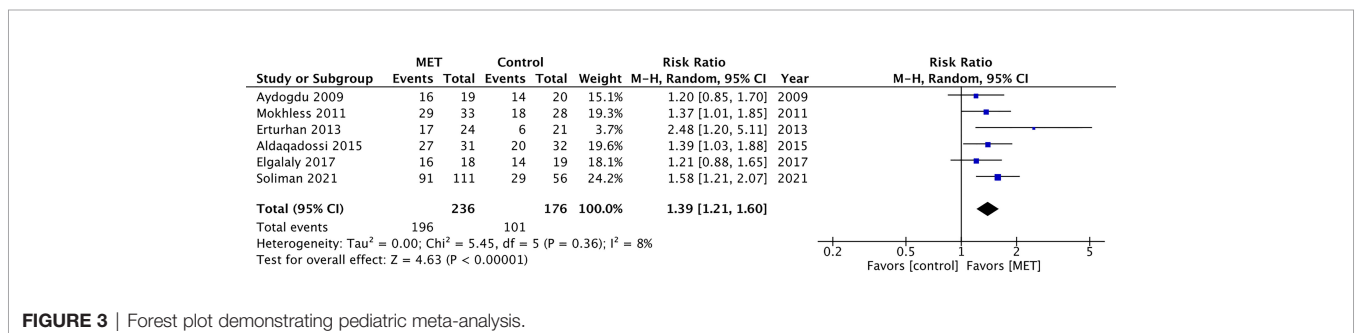 MET Control Risk Ratio Risk Ratio
Study or Subgroup Events Total Events Total Weight M-H, Random, 95% CI Year M-H, Random, 95% CI
Aydogdu 2009 16 19 14 20 15.1% 1.20 [0.85, 1.70] 2009
Mokhless 2011 29 33 18 28 19.3% 1.37 [1.01, 1.85] 2011
Erturhan 2013 17 24 6 21 3.7% 2.48 [1.20, 5.11] 2013
Aldaqadossi 2015 27 31 20 32 19.6% 1.39 [1.03, 1.88] 2015
Elgalaly 2017 16 18 14 19 18.1% 1.21 [0.88, 1.65] 2017
Soliman 2021 91 111 29 56 24.2% 1.58 [1.21, 2.07] 2021
Total (95% CI) 236 176 100.0% 1.39 [1.21, 1.60]
Total events 196 101
Heterogeneity: Tau² = 0.00; Chi² = 5.45, df = 5 (P = 0.36); I² = 8%
Test for overall effect: Z = 4.63 (P < 0.00001)
0.2 0.5 1 2 5
Favors [control] Favors [MET]
FIGURE 3 | Forest plot demonstrating pediatric meta-analysis.